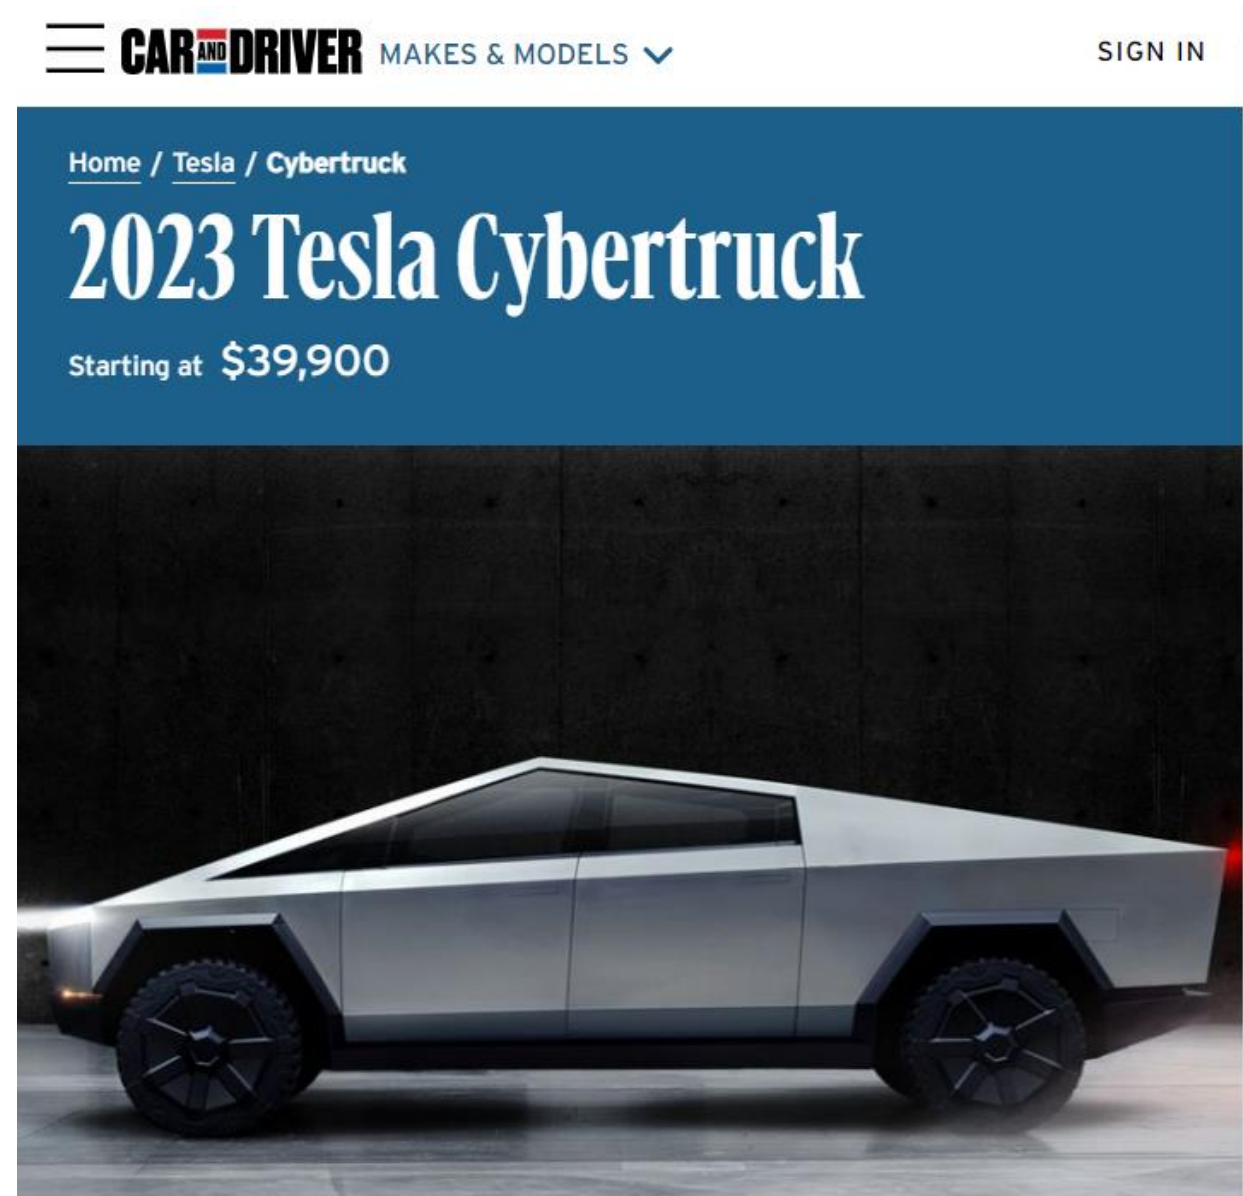 CAR AND DRIVER MAKES & MODELS SIGN IN
Home / Tesla / Cybertruck
2023 Tesla Cybertruck
Starting at $39,900